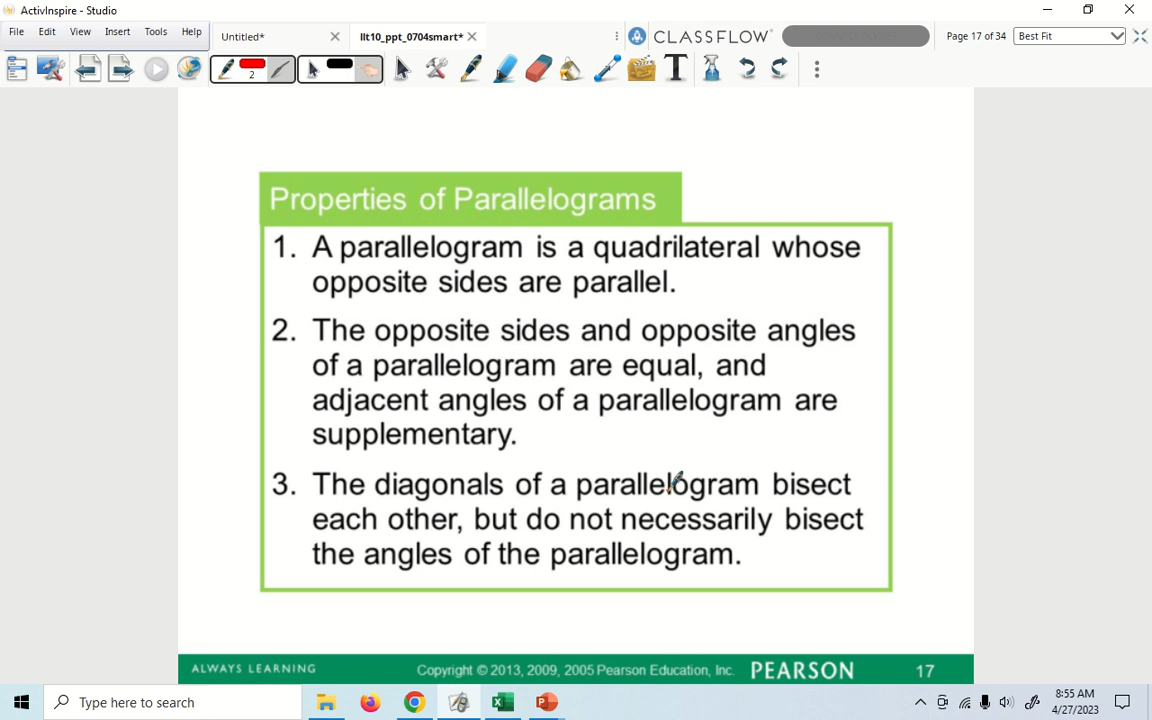 ActivInspire - Studio
File Edit View Insert Tools Help
Untitled*
llt10_ppt_0704smart*
CLASSFLOW
Page 17 of 34
Best Fit
2
Properties of Parallelograms
1. A parallelogram is a quadrilateral whose
opposite sides are parallel.
2. The opposite sides and opposite angles
of a parallelogram are equal, and
adjacent angles of a parallelogram are
supplementary.
3. The diagonals of a parallelogram bisect
each other, but do not necessarily bisect
the angles of the parallelogram.
ALWAYS LEARNING
Copyright © 2013, 2009, 2005 Pearson Education, Inc.
PEARSON
17
Type here to search
8:55 AM
4/27/2023